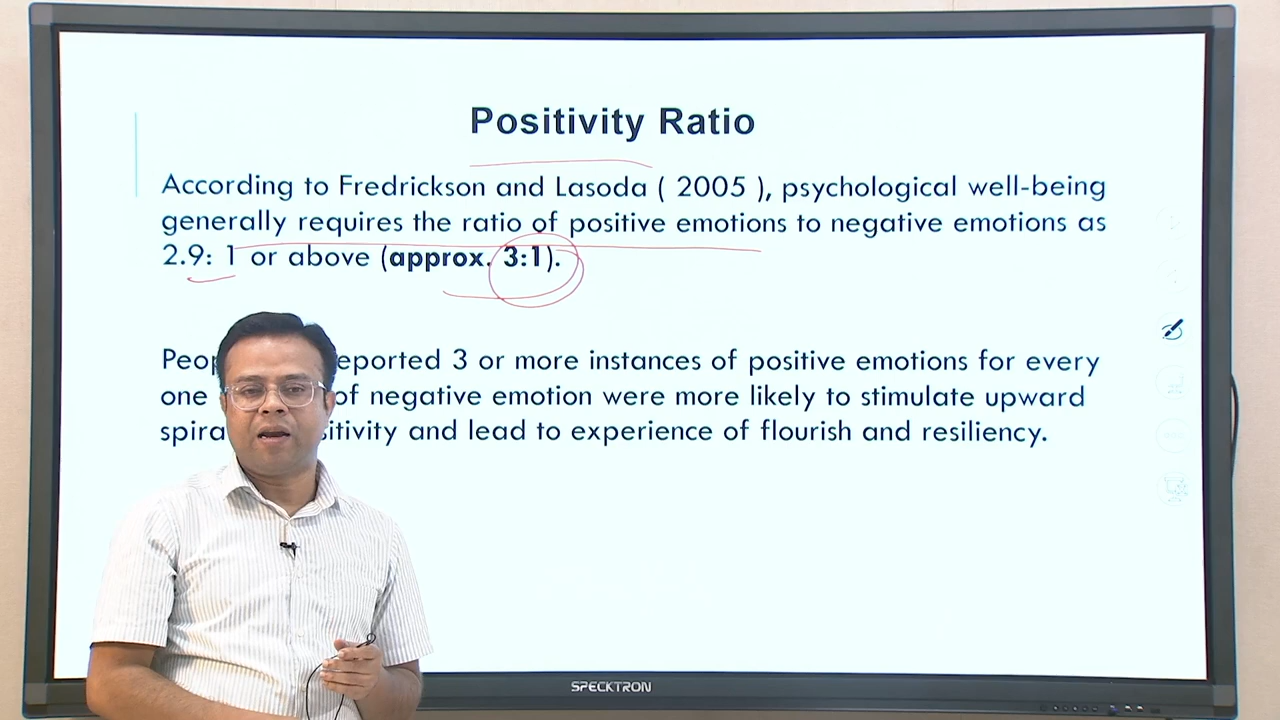 Positivity Ratio
According to Fredrickson and Lasoda ( 2005 ), psychological well-being
generally requires the ratio of positive emotions to negative emotions as
2.9: 1 or above (approx. 3:1).
eported 3 or more instances of positive emotions for every
one of negative emotion were more likely to stimulate upward
sitivity and lead to experience of flourish and resiliency.
SPECKTRON